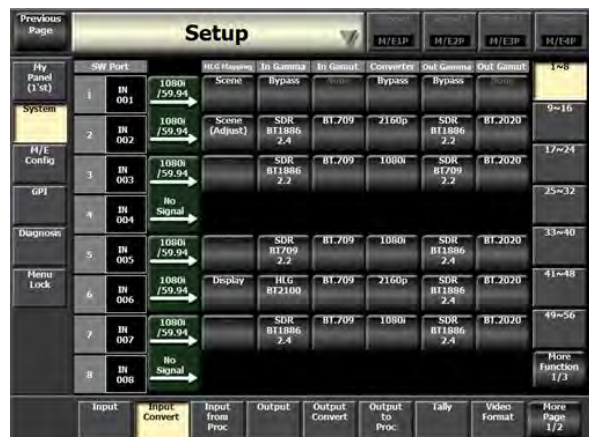 Previous Page
Setup
M/E1P
M/E2P
M/E3P
M/E4P
My Panel (1'st)
System
M/E Config
GPI
Diagnosis
Menu Lock
SW Port
HLG Mapping
In Gamma
In Gamut
Converter
Out Gamma
Out Gamut
1 IN 001 1080i /59.94 Scene Bypass None Bypass Bypass None
2 IN 002 1080i /59.94 Scene (Adjust) SDR BT1886 2.4 BT.709 2160p SDR BT1886 2.4 BT.2020
3 IN 003 1080i /59.94 SDR BT1886 2.2 BT.709 1080i SDR BT709 2.2 BT.2020
4 IN 004 No Signal
5 IN 005 1080i /59.94 SDR BT709 2.2 BT.709 1080i SDR BT1886 2.4 BT.2020
6 IN 006 1080i /59.94 Display HLG BT2100 BT.709 2160p SDR BT1886 2.4 BT.2020
7 IN 007 1080i /59.94 SDR BT1886 2.4 BT.709 1080i SDR BT1886 2.4 BT.2020
8 IN 008 No Signal
1~8
9~16
17~24
25~32
33~40
41~48
49~56
More Function 1/3
Input
Input Convert
Input from Proc
Output
Output Convert
Output to Proc
Tally
Video Format
More Page 1/2